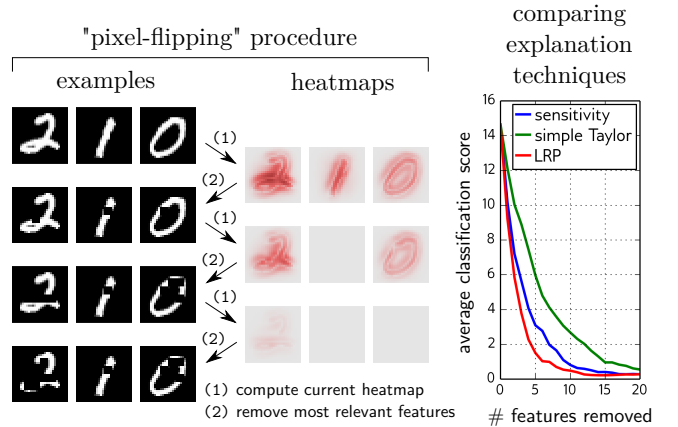 "pixel-flipping" procedure
examples
heatmaps
(1)
(2)
(1)
(2)
(1)
(2)
(1) compute current heatmap
(2) remove most relevant features
comparing
explanation
techniques
16
14
12
10
8
6
4
2
0
average classification score
sensitivity
simple Taylor
LRP
0
5
10
15
20
# features removed